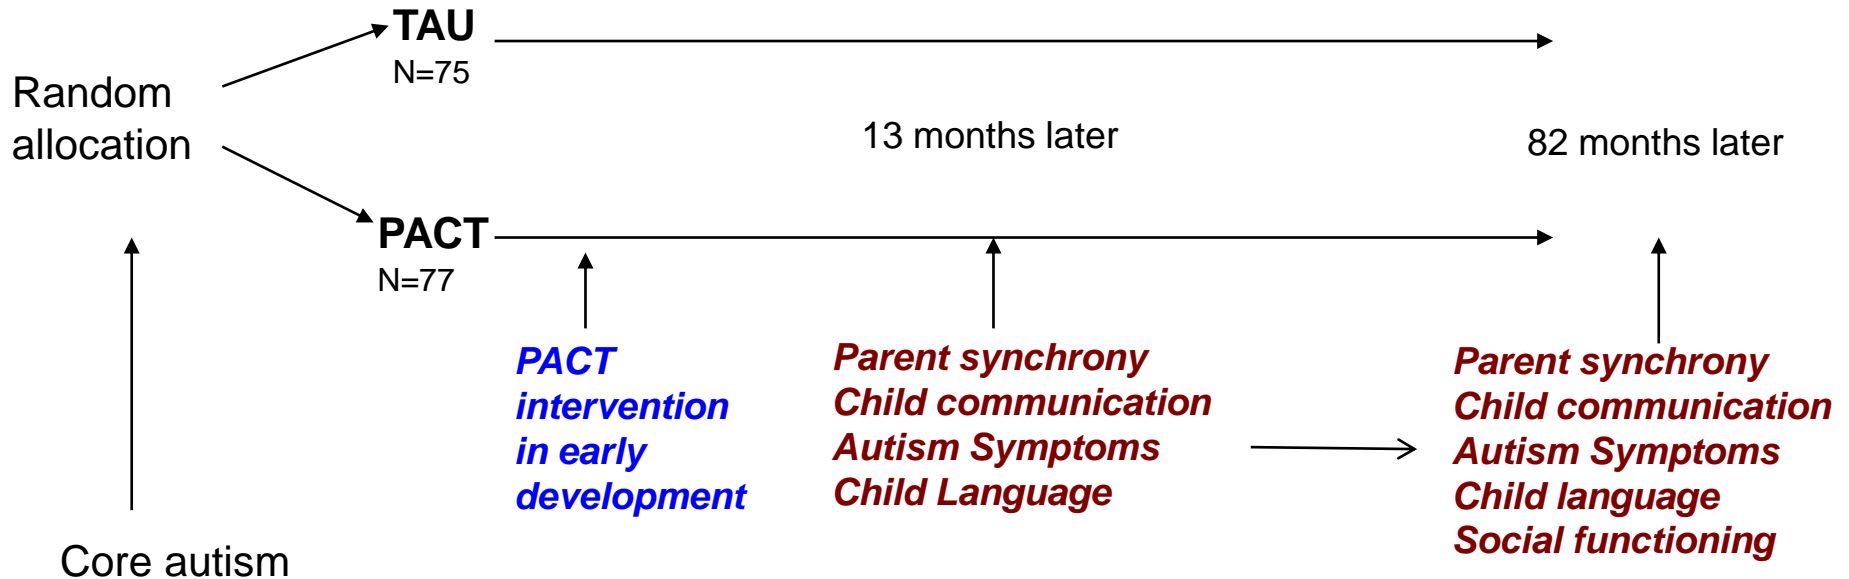 TAU
N=75
Random
allocation
13 months later
82 months later
PACT
N=77
PACT
intervention
in early
development
Parent synchrony
Child communication
Autism Symptoms
Child Language
Parent synchrony
Child communication
Autism Symptoms
Child language
Social functioning
Core autism